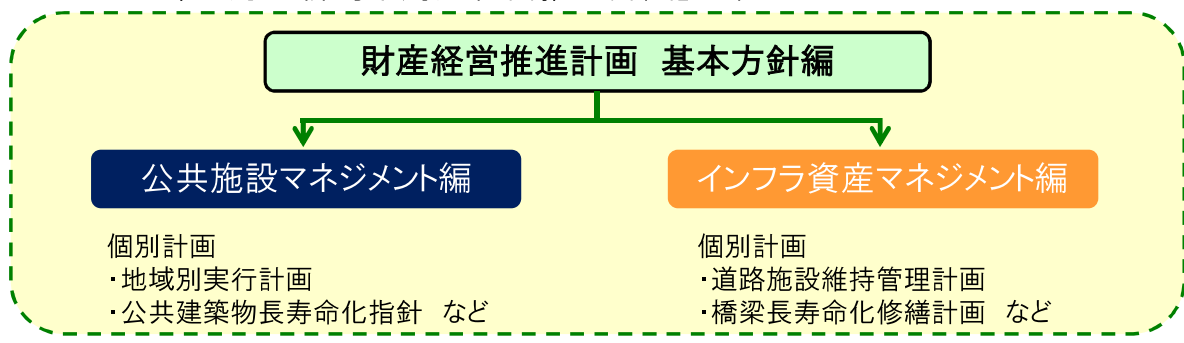 財産経営推進計画　基本方針編
公共施設マネジメント編
インフラ資産マネジメント編
個別計画
・地域別実行計画
・公共建築物長寿命化指針　など
個別計画
・道路施設維持管理計画
・橋梁長寿命化修繕計画　など